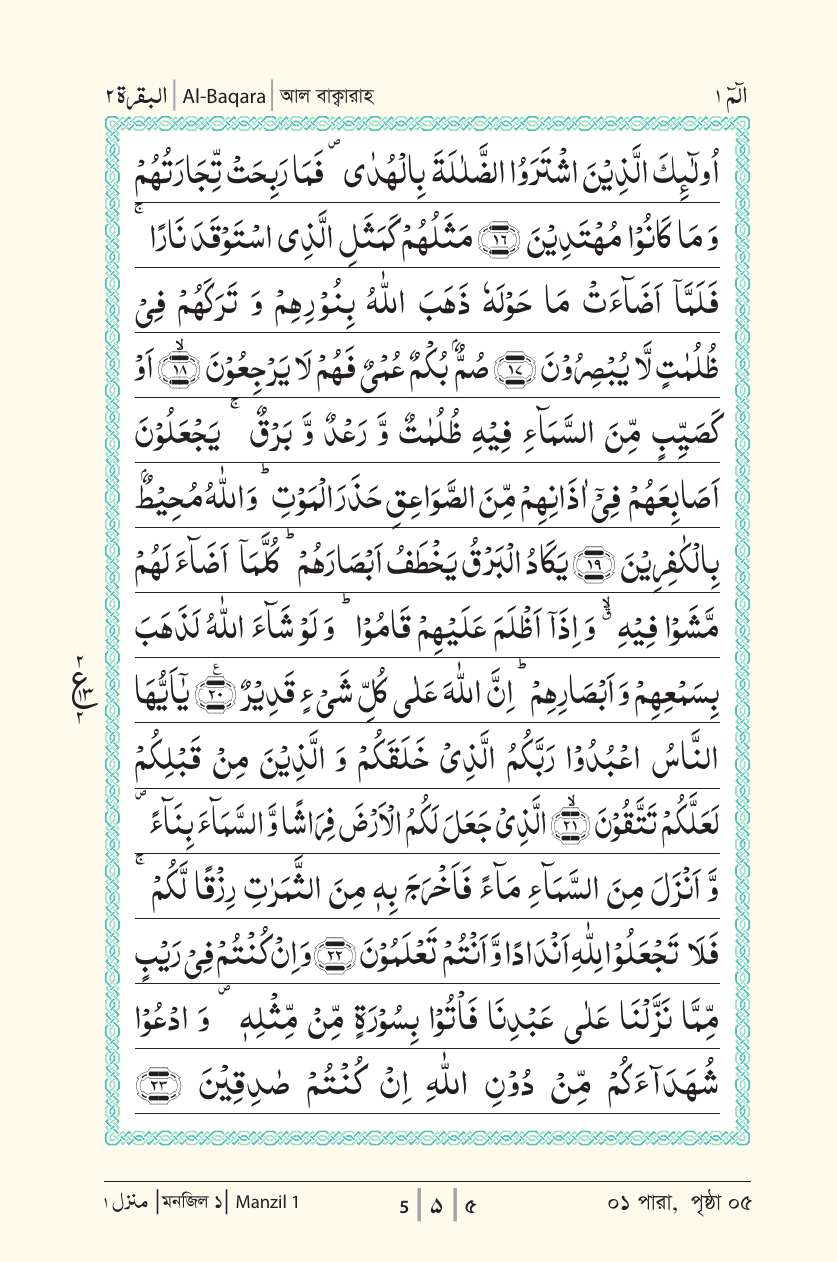 البقرة ٢ | Al-Baqara | আল বাক্বারাহ
الٓمّٓ ١
اُولٰٓئِكَ الَّذِيْنَ اشْتَرَوُا الضَّلٰلَةَ بِالْهُدٰى ۪ فَمَا رَبِحَتْ تِّجَارَتُهُمْ
وَ مَا كَانُوْا مُهْتَدِيْنَ ﴿١٦﴾ مَثَلُهُمْ كَمَثَلِ الَّذِى اسْتَوْقَدَ نَارًا ۚ
فَلَمَّاۤ اَضَآءَتْ مَا حَوْلَهٗ ذَهَبَ اللّٰهُ بِنُوْرِهِمْ وَ تَرَكَهُمْ فِىْ
ظُلُمٰتٍ لَّا يُبْصِرُوْنَ ﴿١٧﴾ صُمٌّۢ بُكْمٌ عُمْىٌ فَهُمْ لَا يَرْجِعُوْنَ ﴿١٨﴾ۙ اَوْ
كَصَيِّبٍ مِّنَ السَّمَآءِ فِيْهِ ظُلُمٰتٌ وَّ رَعْدٌ وَّ بَرْقٌ ۚ يَجْعَلُوْنَ
اَصَابِعَهُمْ فِىْۤ اٰذَانِهِمْ مِّنَ الصَّوَاعِقِ حَذَرَ الْمَوْتِ ؕ وَاللّٰهُ مُحِيْطٌۢ
بِالْكٰفِرِيْنَ ﴿١٩﴾ يَكَادُ الْبَرْقُ يَخْطَفُ اَبْصَارَهُمْ ؕ كُلَّمَاۤ اَضَآءَ لَهُمْ
مَّشَوْا فِيْهِ ۙۗ وَ اِذَاۤ اَظْلَمَ عَلَيْهِمْ قَامُوْا ؕ وَ لَوْ شَآءَ اللّٰهُ لَذَهَبَ
بِسَمْعِهِمْ وَ اَبْصَارِهِمْ ؕ اِنَّ اللّٰهَ عَلٰى كُلِّ شَىْءٍ قَدِيْرٌ ﴿٢٠﴾ يٰۤاَيُّهَا
٢
ع ١٣
٢
النَّاسُ اعْبُدُوْا رَبَّكُمُ الَّذِىْ خَلَقَكُمْ وَ الَّذِيْنَ مِنْ قَبْلِكُمْ
لَعَلَّكُمْ تَتَّقُوْنَ ﴿٢١﴾ۙ الَّذِىْ جَعَلَ لَكُمُ الْاَرْضَ فِرَاشًا وَّ السَّمَآءَ بِنَآءً ۪
وَّ اَنْزَلَ مِنَ السَّمَآءِ مَآءً فَاَخْرَجَ بِهٖ مِنَ الثَّمَرٰتِ رِزْقًا لَّكُمْ ۚ
فَلَا تَجْعَلُوْا لِلّٰهِ اَنْدَادًا وَّ اَنْتُمْ تَعْلَمُوْنَ ﴿٢٢﴾ وَ اِنْ كُنْتُمْ فِىْ رَيْبٍ
مِّمَّا نَزَّلْنَا عَلٰى عَبْدِنَا فَاْتُوْا بِسُوْرَةٍ مِّنْ مِّثْلِهٖ ۪ وَ ادْعُوْا
شُهَدَآءَكُمْ مِّنْ دُوْنِ اللّٰهِ اِنْ كُنْتُمْ صٰدِقِيْنَ ﴿٢٣﴾
منزل ١ | মনজিল ১ | Manzil 1
5 | ۵ | ৫
০১ পারা, পৃষ্ঠা ০৫